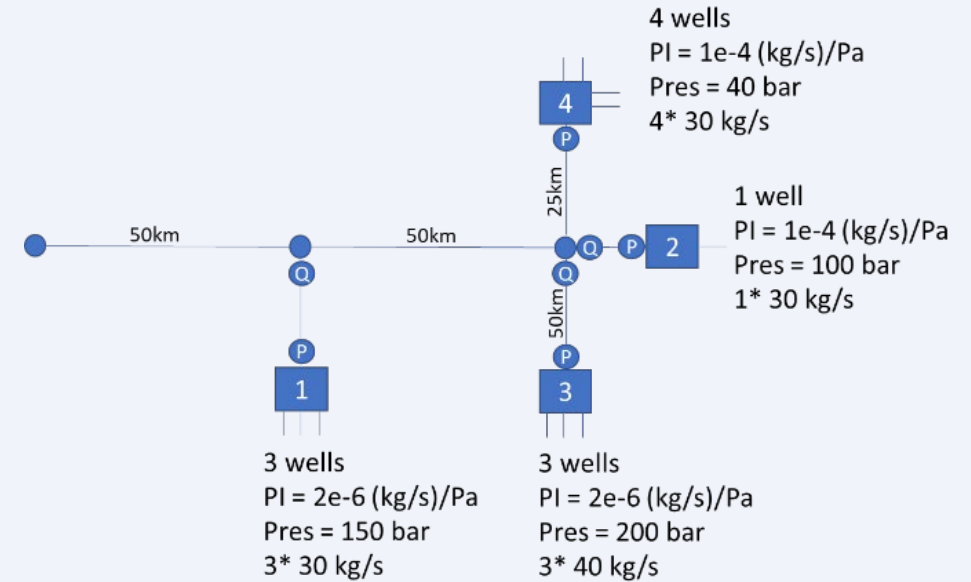 4 wells
PI = 1e-4 (kg/s)/Pa
Pres = 40 bar
4* 30 kg/s
4
P
25km
1 well
PI = 1e-4 (kg/s)/Pa
Pres = 100 bar
1* 30 kg/s
50km
50km
Q
P
2
Q
Q
50km
P
P
1
3
3 wells
PI = 2e-6 (kg/s)/Pa
Pres = 150 bar
3* 30 kg/s
3 wells
PI = 2e-6 (kg/s)/Pa
Pres = 200 bar
3* 40 kg/s